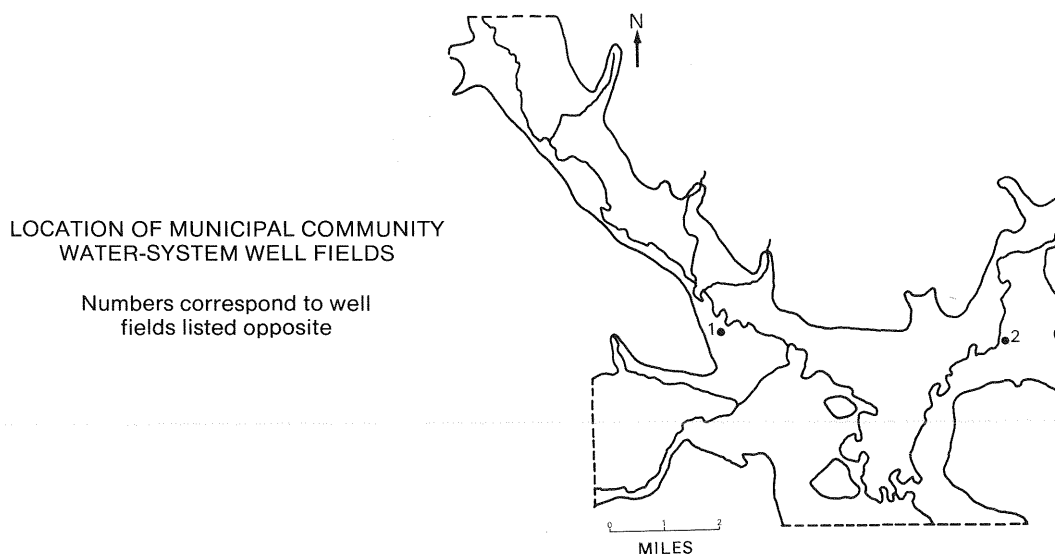 LOCATION OF MUNICIPAL COMMUNITY
WATER-SYSTEM WELL FIELDS
Numbers correspond to well
fields listed opposite
N
1
2
0 1 2
MILES